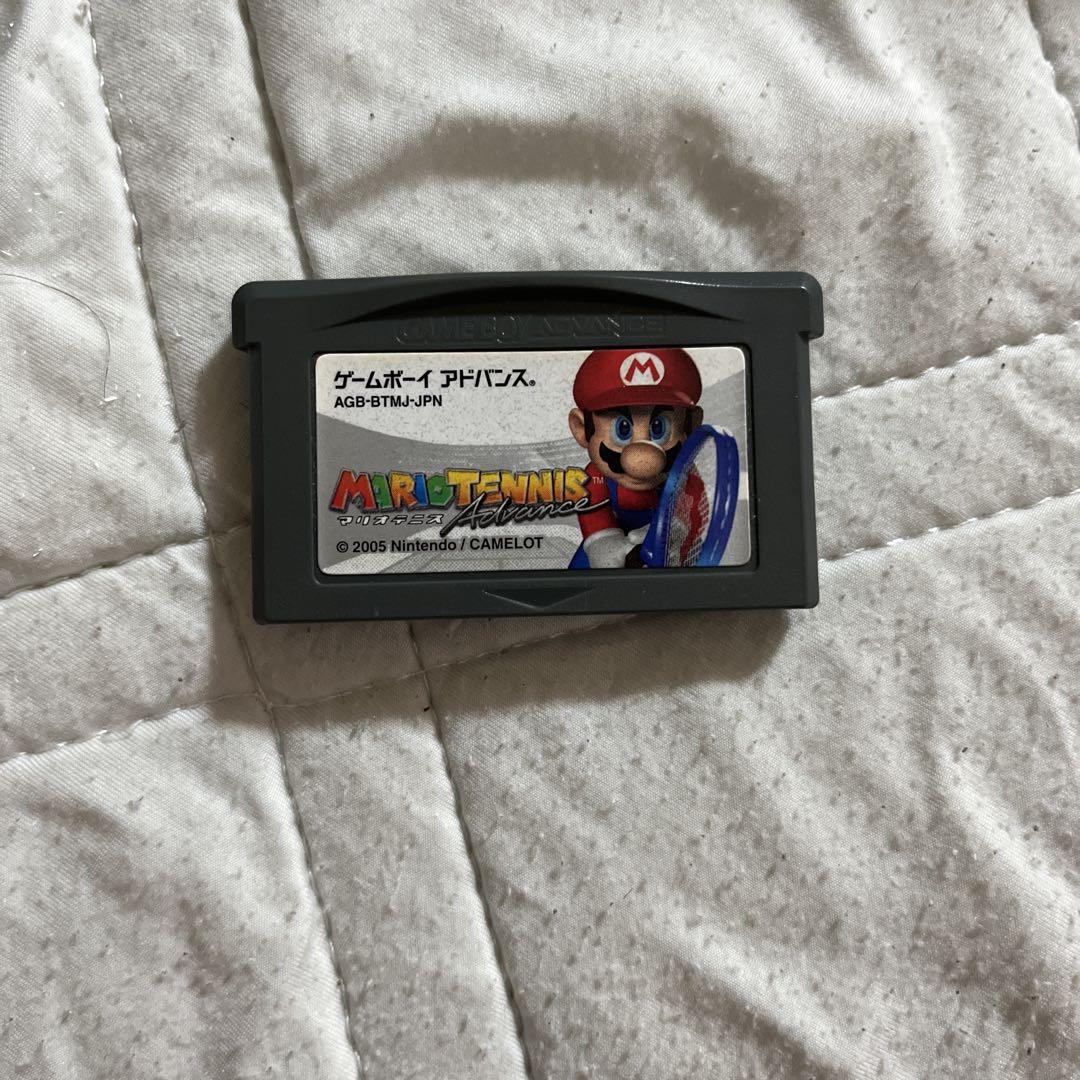 GAME BOY ADVANCE
ゲームボーイ アドバンス®
AGB-BTMJ-JPN
M
MARIO TENNIS™
マリオテニス Advance
© 2005 Nintendo / CAMELOT